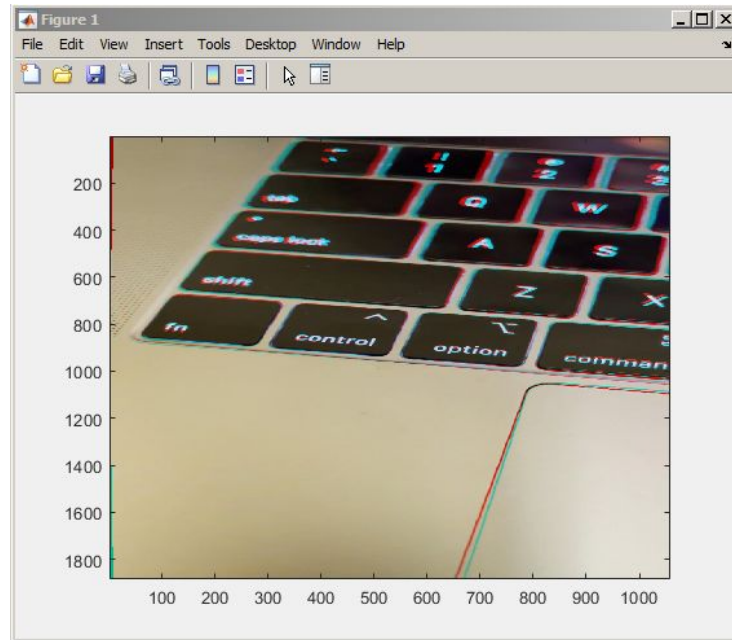 Figure 1
File Edit View Insert Tools Desktop Window Help
200
400
600
800
1000
1200
1400
1600
1800
! @
1 2 2
tab Q W
caps lock A S
shift Z X
fn control option comman
100 200 300 400 500 600 700 800 900 1000